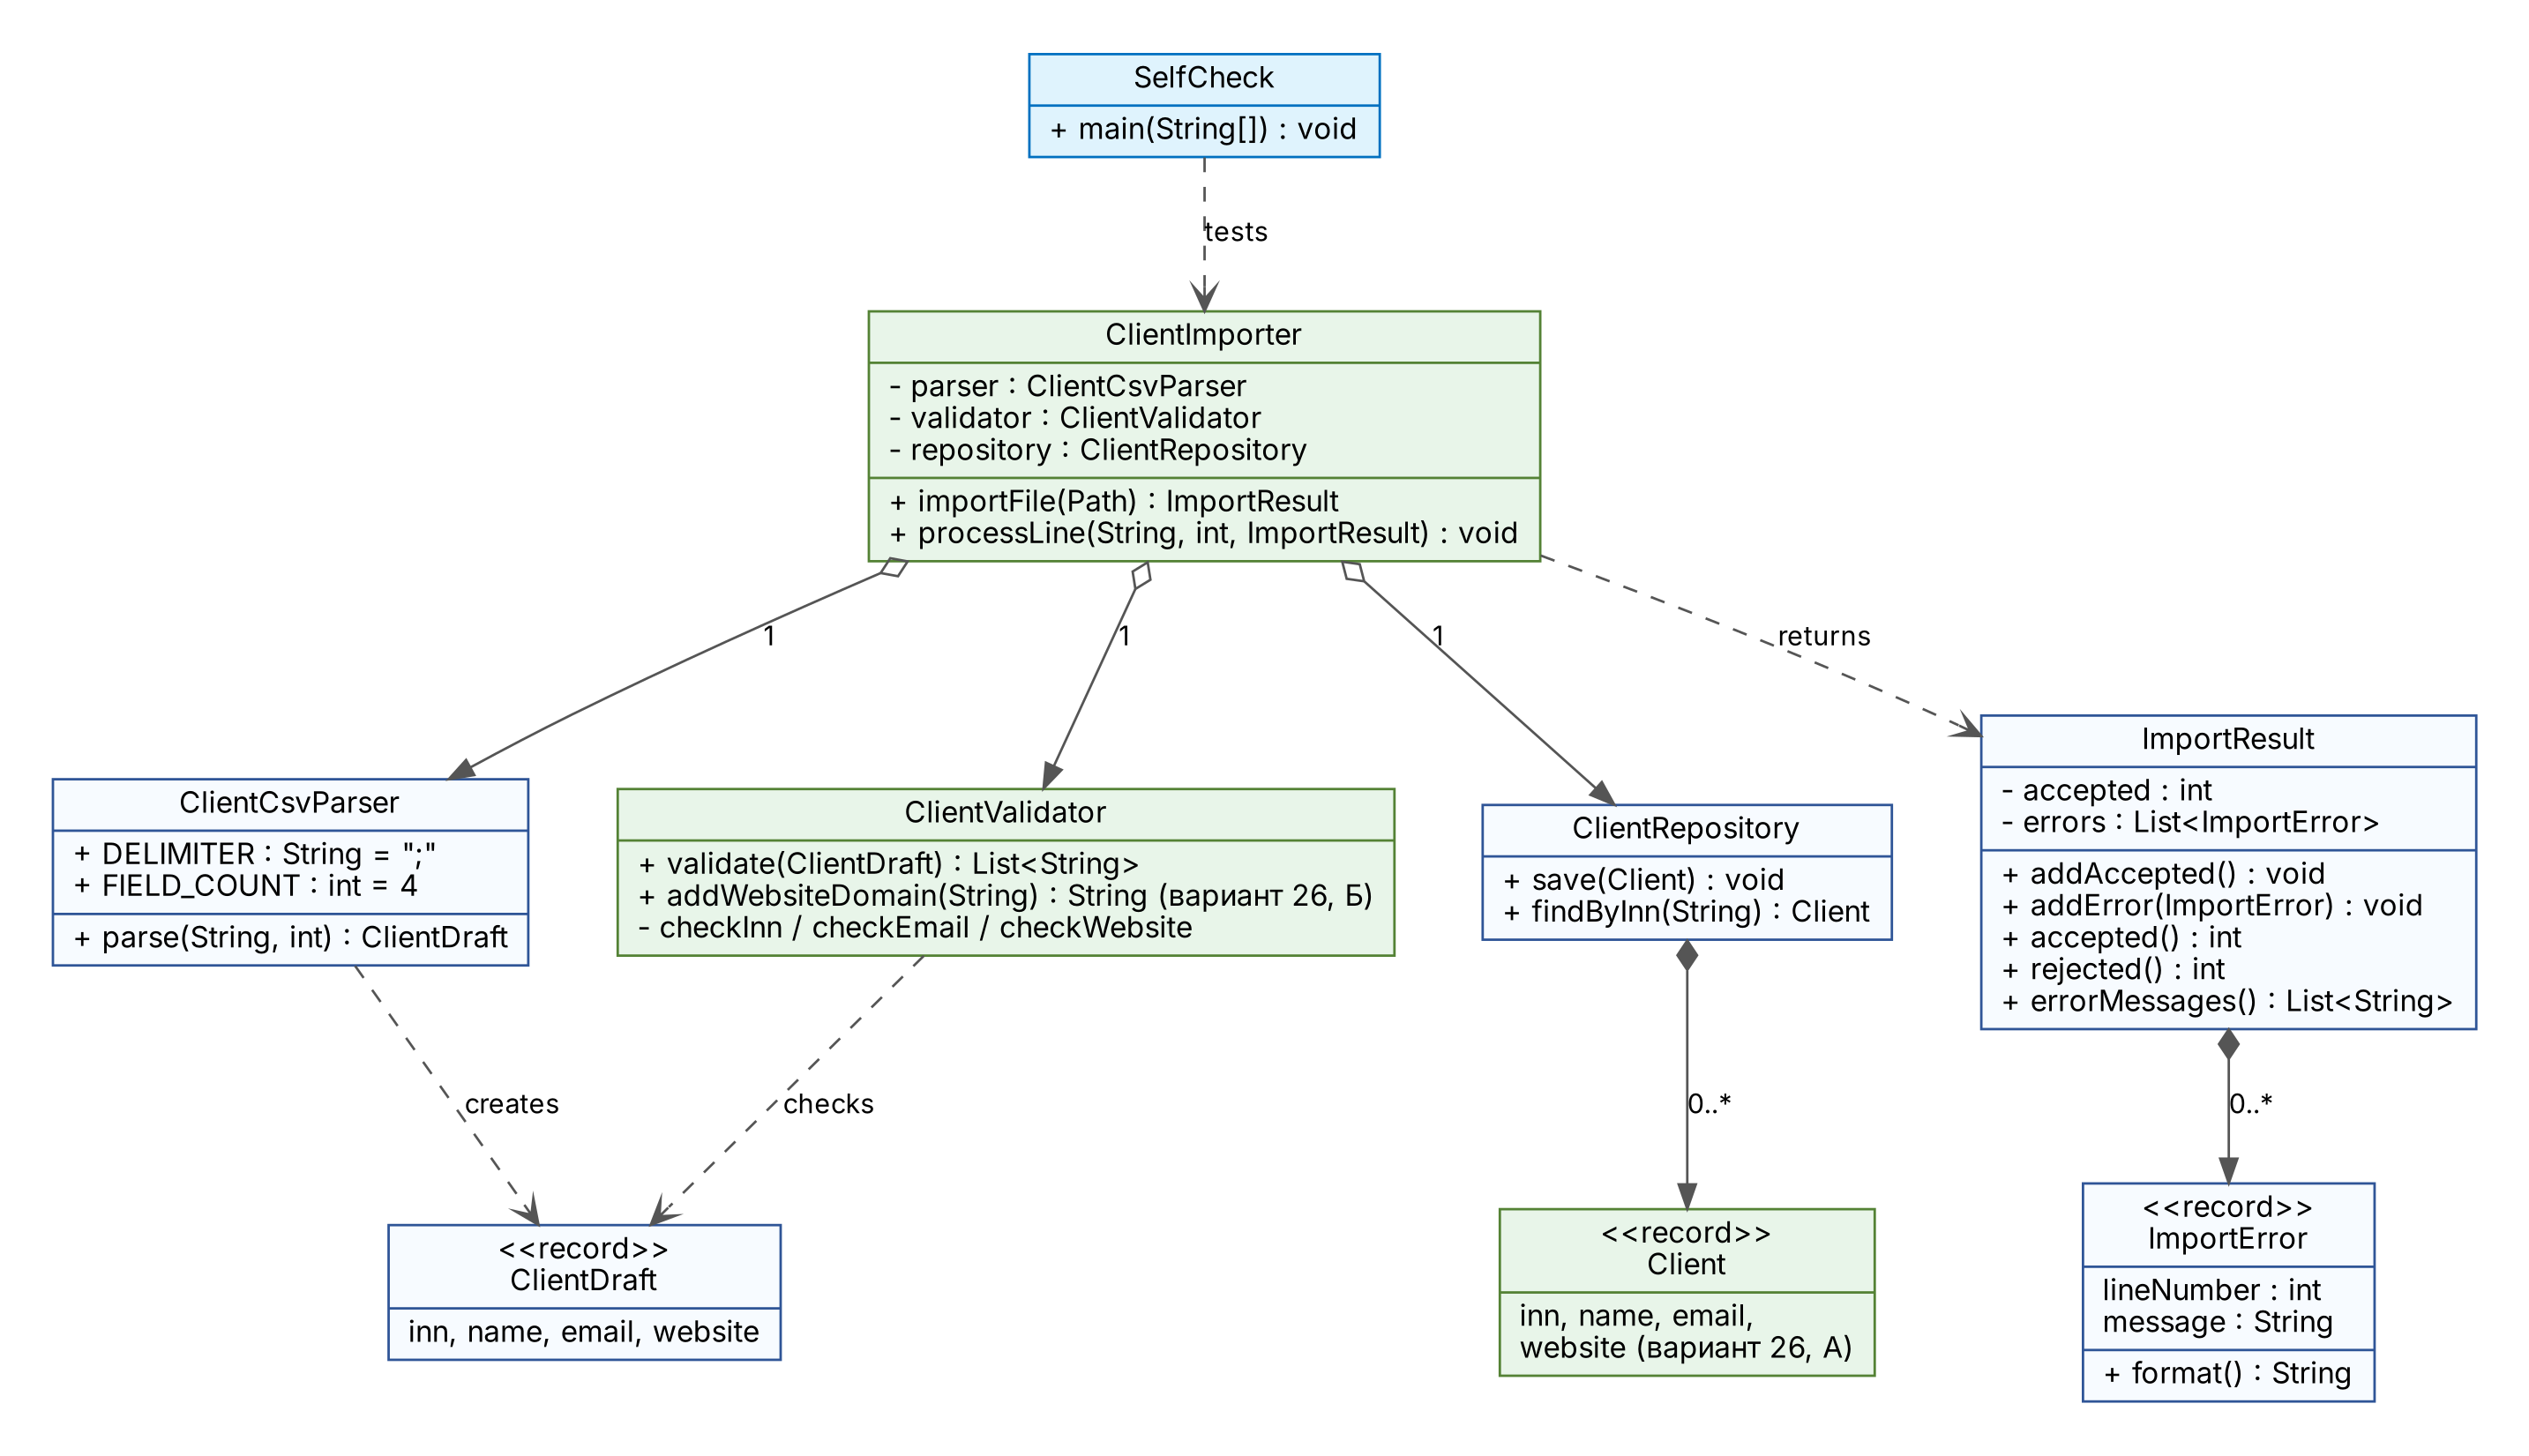 SelfCheck
+ main(String[]) : void
tests
ClientImporter
- parser : ClientCsvParser
- validator : ClientValidator
- repository : ClientRepository
+ importFile(Path) : ImportResult
+ processLine(String, int, ImportResult) : void
1
1
1
returns
ClientCsvParser
+ DELIMITER : String = ";"
+ FIELD_COUNT : int = 4
+ parse(String, int) : ClientDraft
ClientValidator
+ validate(ClientDraft) : List<String>
+ addWebsiteDomain(String) : String (вариант 26, Б)
- checkInn / checkEmail / checkWebsite
ClientRepository
+ save(Client) : void
+ findByInn(String) : Client
ImportResult
- accepted : int
- errors : List<ImportError>
+ addAccepted() : void
+ addError(ImportError) : void
+ accepted() : int
+ rejected() : int
+ errorMessages() : List<String>
creates
checks
0..*
0..*
<<record>>
ClientDraft
inn, name, email, website
<<record>>
Client
inn, name, email,
website (вариант 26, А)
<<record>>
ImportError
lineNumber : int
message : String
+ format() : String